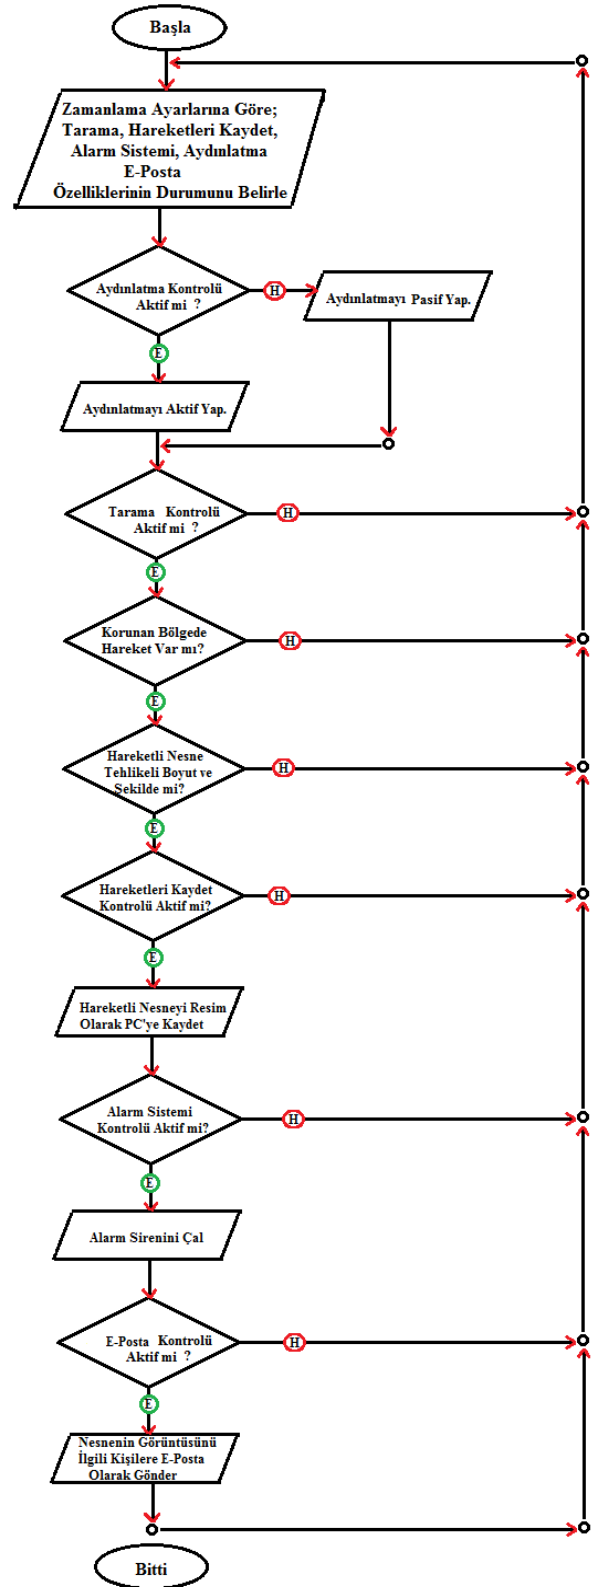 Başla
Zamanlama Ayarlarına Göre;
Tarama, Hareketleri Kaydet,
Alarm Sistemi, Aydınlatma
E-Posta
Özelliklerinin Durumunu Belirle
Aydınlatma Kontrolü
Aktif mi ?
H
Aydınlatmayı Pasif Yap.
E
Aydınlatmayı Aktif Yap.
Tarama Kontrolü
Aktif mi ?
H
E
Korunan Bölgede
Hareket Var mı?
H
E
Hareketli Nesne
Tehlikeli Boyut ve
Şekilde mi?
H
E
Hareketleri Kaydet
Kontrolü Aktif mi?
H
E
Hareketli Nesneyi Resim
Olarak PC'ye Kaydet
Alarm Sistemi
Kontrolü Aktif mi?
H
E
Alarm Sirenini Çal
E-Posta Kontrolü
Aktif mi ?
H
E
Nesnenin Görüntüsünü
İlgili Kişilere E-Posta
Olarak Gönder
Bitti